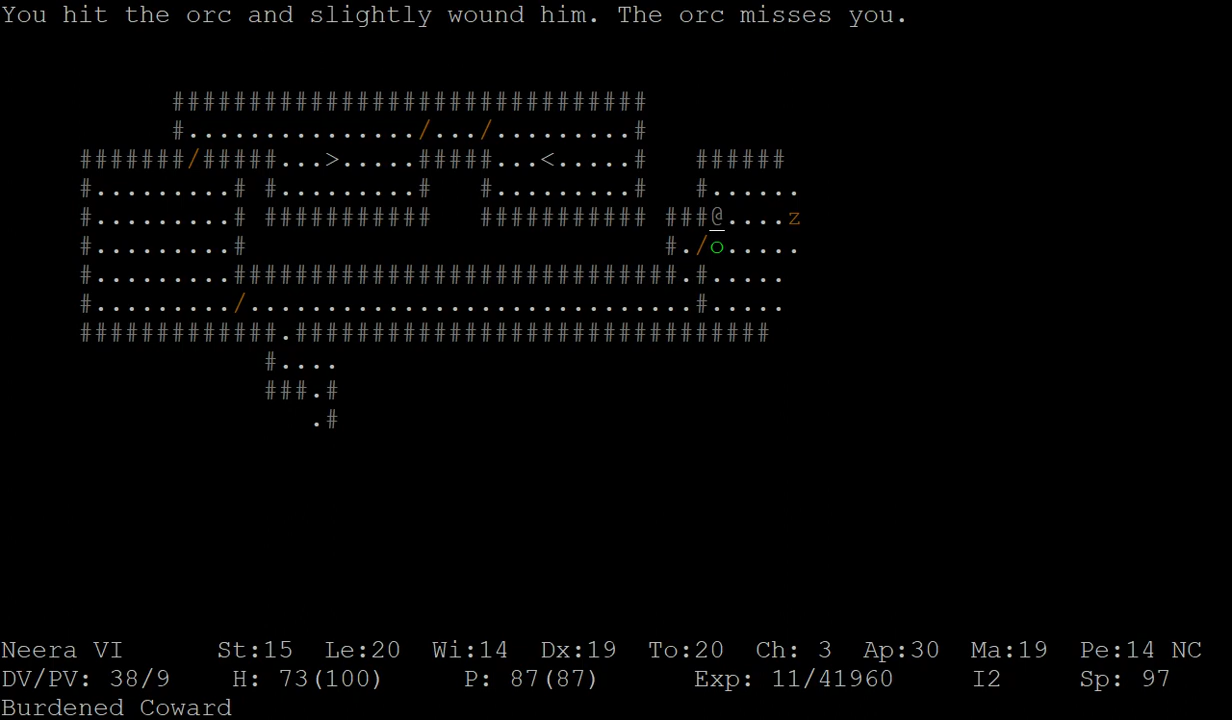 You hit the orc and slightly wound him. The orc misses you.
###############################
#.............../.../.........#
#######/#####...>.....#####...<.....#   ######
#.........# #.........#   #.........#   #......
#.........# ###########   ########### ###@....z
#.........#                           #./o.....
#.........#############################.#.....
#........./.............................#.....
#############.###############################
#....
###.#
.#
Neera VI St:15 Le:20 Wi:14 Dx:19 To:20 Ch: 3 Ap:30 Ma:19 Pe:14 NC
DV/PV: 38/9 H: 73(100) P: 87(87) Exp: 11/41960 I2 Sp: 97
Burdened Coward